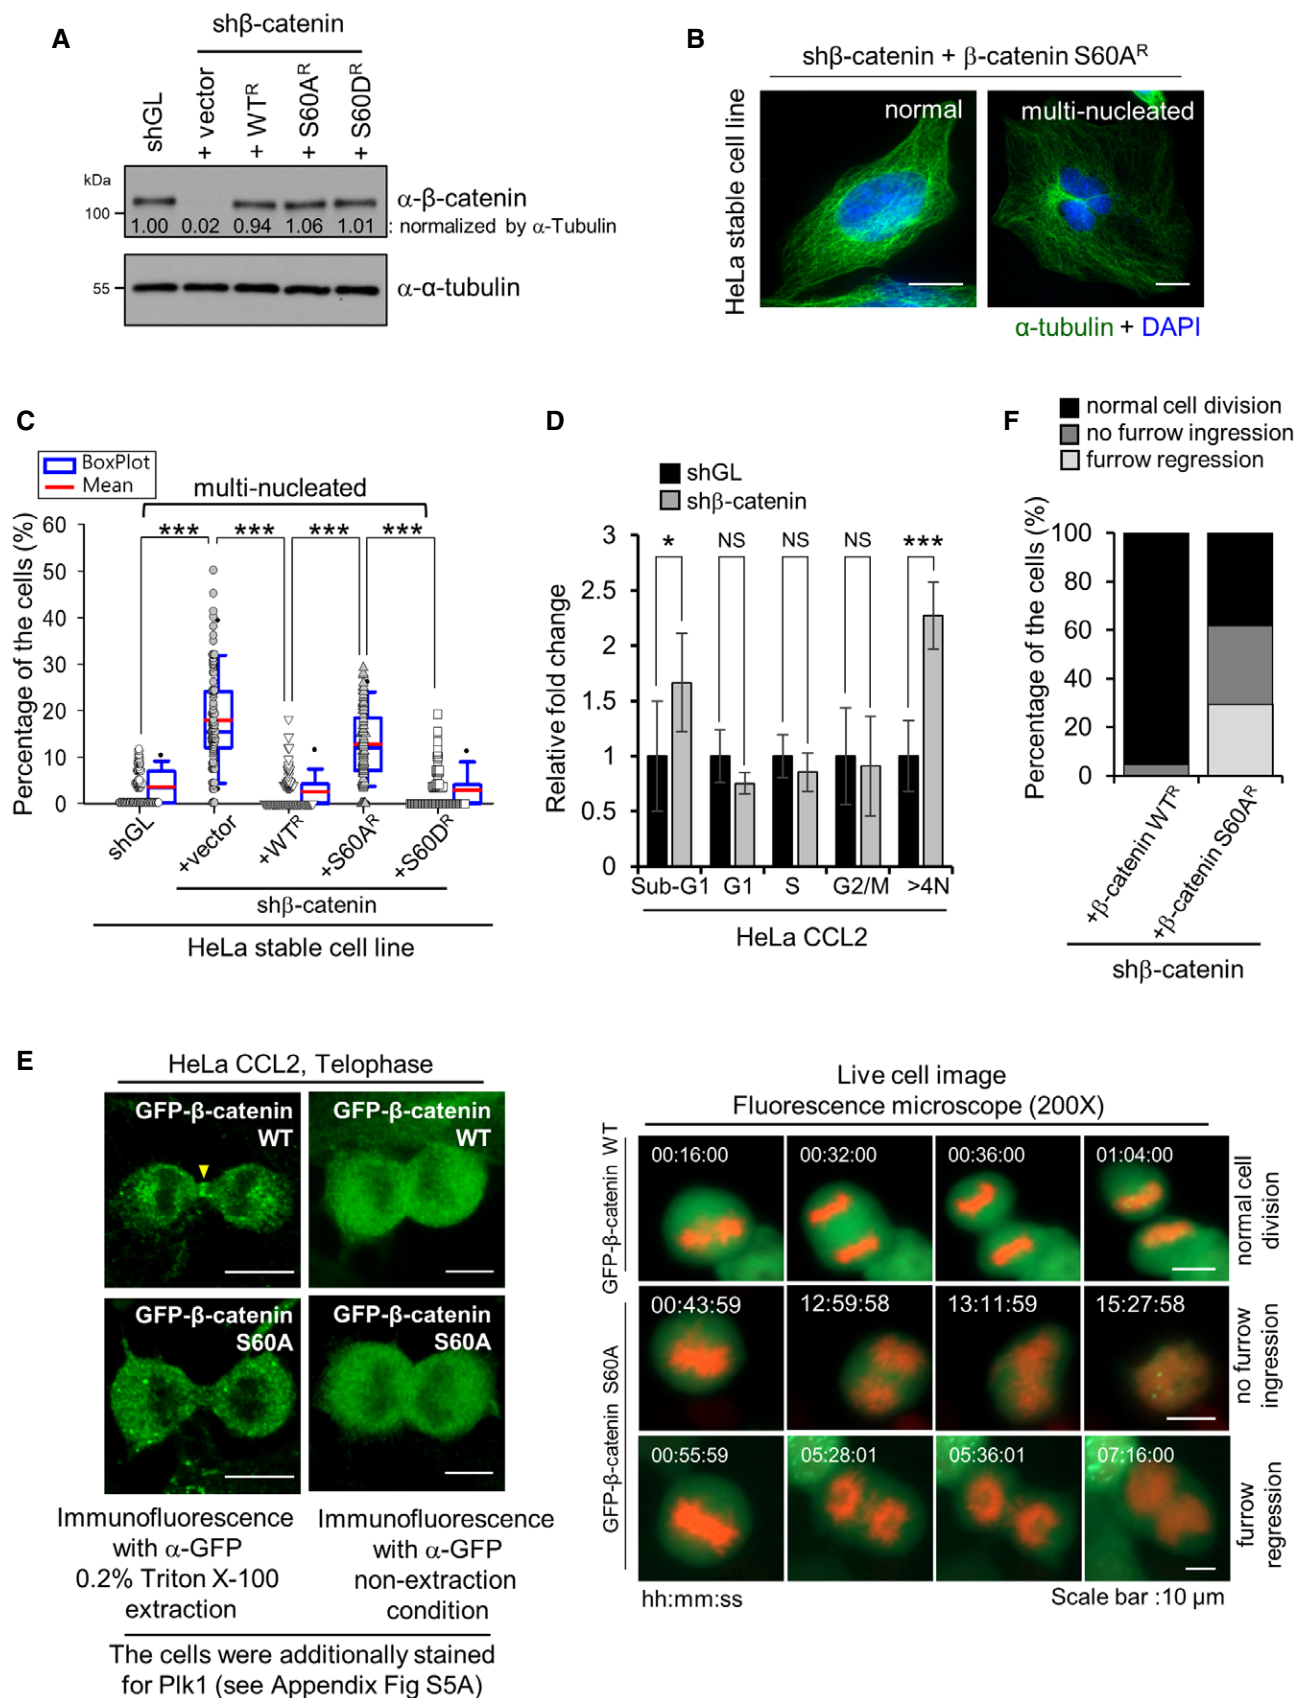 A
shβ-catenin
shGL
+ vector
+ WTᴿ
+ S60Aᴿ
+ S60Dᴿ
kDa
100
α-β-catenin
1.00 0.02 0.94 1.06 1.01 : normalized by α-Tubulin
55
α-α-tubulin
B
shβ-catenin + β-catenin S60Aᴿ
HeLa stable cell line
normal
multi-nucleated
α-tubulin + DAPI
C
BoxPlot
Mean
multi-nucleated
*** *** *** ***
Percentage of the cells (%)
60
50
40
30
20
10
0
shGL
+vector
+WTᴿ
+S60Aᴿ
+S60Dᴿ
shβ-catenin
HeLa stable cell line
D
shGL
shβ-catenin
Relative fold change
3
2.5
2
1.5
1
0.5
0
* NS NS NS ***
Sub-G1 G1 S G2/M >4N
HeLa CCL2
F
normal cell division
no furrow ingression
furrow regression
Percentage of the cells (%)
100
80
60
40
20
0
+β-catenin WTᴿ
+β-catenin S60Aᴿ
shβ-catenin
E
HeLa CCL2, Telophase
GFP-β-catenin
WT
GFP-β-catenin
WT
GFP-β-catenin
S60A
GFP-β-catenin
S60A
Immunofluorescence
with α-GFP
0.2% Triton X-100
extraction
Immunofluorescence
with α-GFP
non-extraction
condition
The cells were additionally stained
for Plk1 (see Appendix Fig S5A)
Live cell image
Fluorescence microscope (200X)
GFP-β-catenin WT
00:16:00 00:32:00 00:36:00 01:04:00
normal cell
division
GFP-β-catenin S60A
00:43:59 12:59:58 13:11:59 15:27:58
no furrow
ingression
00:55:59 05:28:01 05:36:01 07:16:00
furrow
regression
hh:mm:ss
Scale bar :10 μm